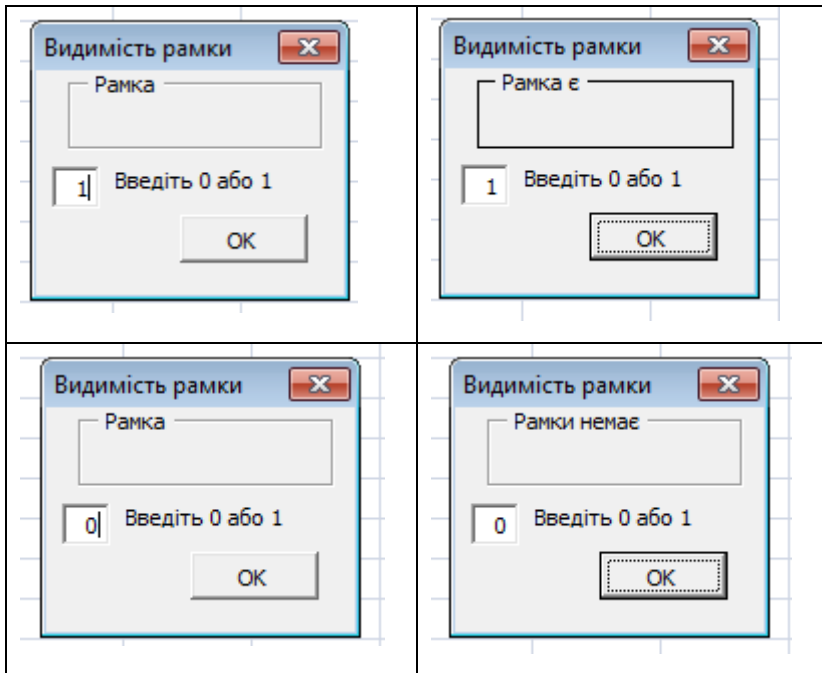 Видимість рамки
Рамка
1 Введіть 0 або 1
OK
Видимість рамки
Рамка є
1 Введіть 0 або 1
OK
Видимість рамки
Рамка
0 Введіть 0 або 1
OK
Видимість рамки
Рамки немає
0 Введіть 0 або 1
OK